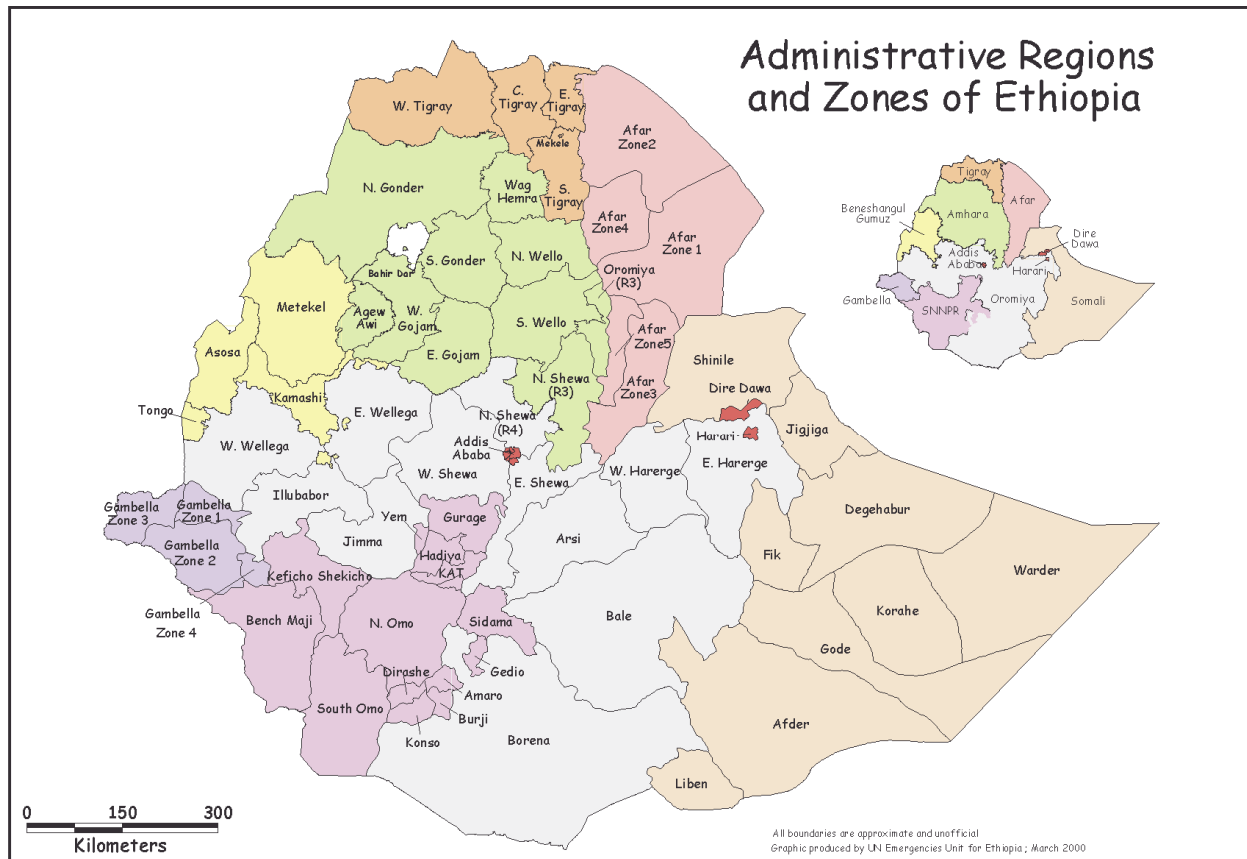 Administrative Regions
and Zones of Ethiopia
W. Tigray
C.
Tigray
E.
Tigray
Mekele
S.
Tigray
Afar
Zone2
N. Gonder
Wag
Hemra
Afar
Zone4
Afar
Zone 1
Bahir Dar
S. Gonder
N. Wello
Oromiya
(R3)
Metekel
Agew
Awi
W.
Gojam
S. Wello
Afar
Zone5
Asosa
E. Gojam
Shinile
N. Shewa
(R3)
Afar
Zone3
Dire Dawa
Kamashi
Tongo
E. Wellega
N. Shewa
(R4)
Harari
Jigjiga
W. Wellega
Addis
Ababa
W. Shewa
E. Shewa
W. Harerge
E. Harerge
Illubabor
Gambella
Zone 3
Gambella
Zone 1
Yem
Gurage
Degehabur
Jimma
Arsi
Gambella
Zone 2
Hadiya
Fik
KAT
Keficho Shekicho
Warder
Gambella
Zone 4
Bench Maji
N. Omo
Sidama
Bale
Korahe
Gode
Gedio
Dirashe
Amaro
South Omo
Burji
Afder
Konso
Borena
Liben
Tigray
Beneshangul
Gumuz
Amhara
Afar
Dire
Dawa
Addis
Ababa
Harari
Gambella
Oromiya
Somali
SNNPR
0 150 300
Kilometers
All boundaries are approximate and unofficial
Graphic produced by UN Emergencies Unit for Ethiopia ; March 2000